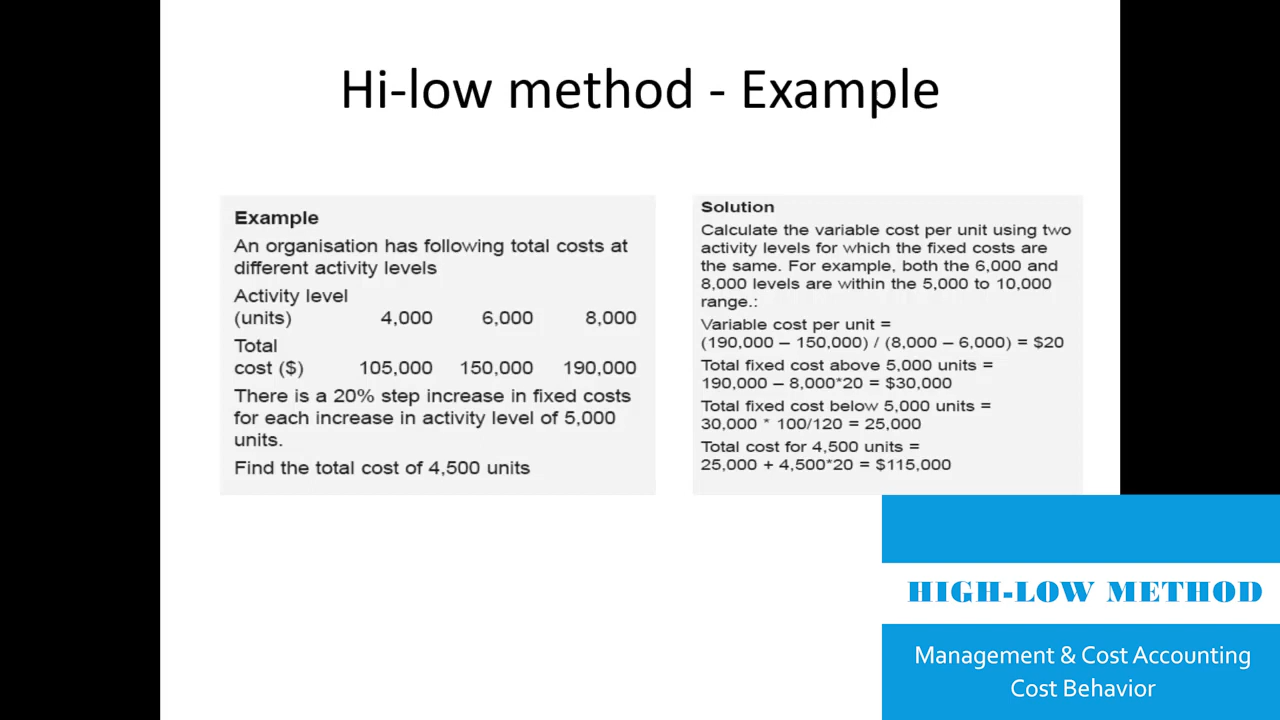 Hi-low method - Example
Example
An organisation has following total costs at
different activity levels
Activity level
(units) 4,000 6,000 8,000
Total
cost ($) 105,000 150,000 190,000
There is a 20% step increase in fixed costs
for each increase in activity level of 5,000
units.
Find the total cost of 4,500 units
Solution
Calculate the variable cost per unit using two
activity levels for which the fixed costs are
the same. For example, both the 6,000 and
8,000 levels are within the 5,000 to 10,000
range.:
Variable cost per unit =
(190,000 – 150,000) / (8,000 – 6,000) = $20
Total fixed cost above 5,000 units =
190,000 – 8,000*20 = $30,000
Total fixed cost below 5,000 units =
30,000 * 100/120 = 25,000
Total cost for 4,500 units =
25,000 + 4,500*20 = $115,000
HIGH-LOW METHOD
Management & Cost Accounting
Cost Behavior